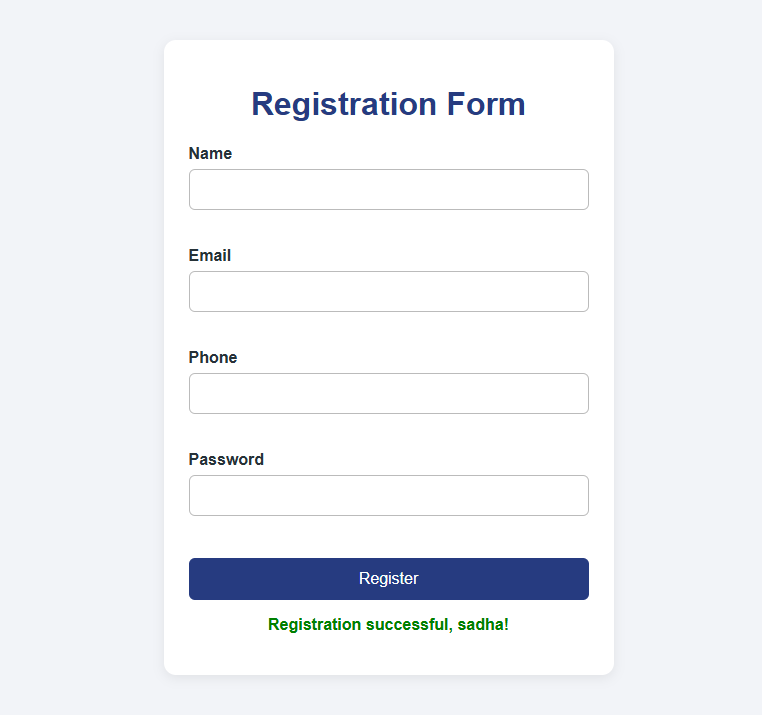 Registration Form
Name
Email
Phone
Password
Register
Registration successful, sadha!